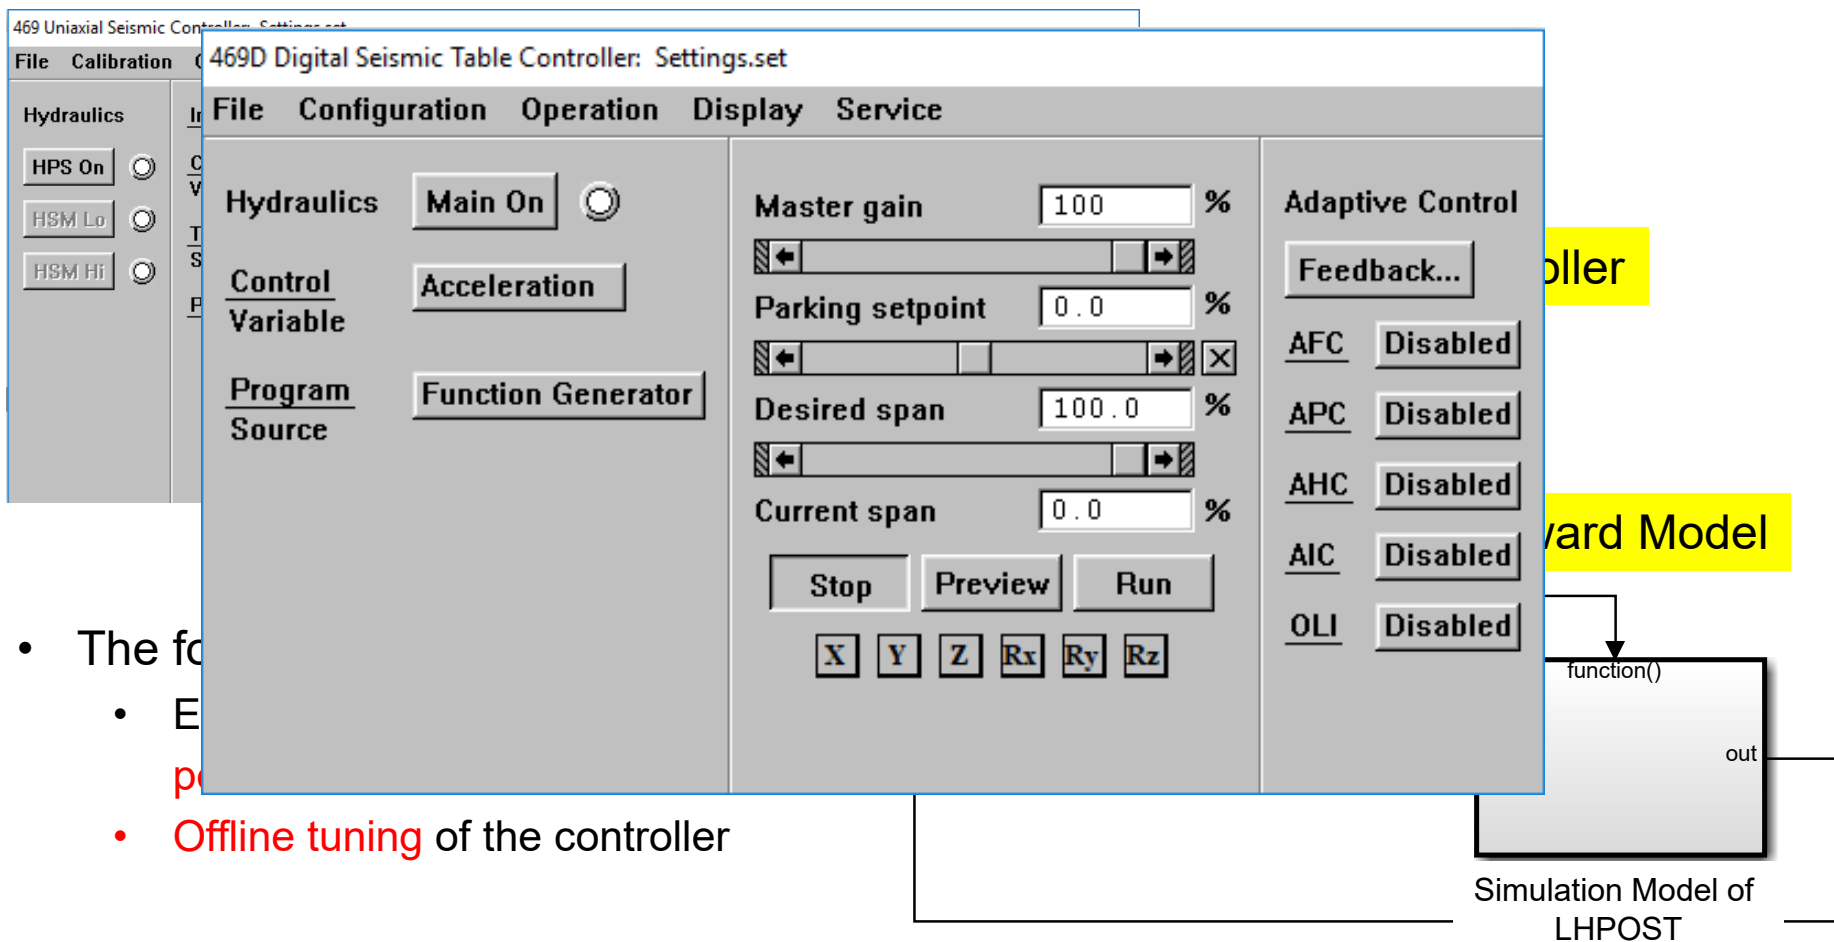 469 Uniaxial Seismic
File Calibration
Hydraulics
HPS On
HSM Lo
HSM Hi
469D Digital Seismic Table Controller: Settings.set
File Configuration Operation Display Service
Hydraulics Main On
Control
Variable
Acceleration
Program
Source
Function Generator
Master gain 100 %
Parking setpoint 0.0 %
Desired span 100.0 %
Current span 0.0 %
Stop Preview Run
X Y Z Rx Ry Rz
Adaptive Control
Feedback...
AFC Disabled
APC Disabled
AHC Disabled
AIC Disabled
OLI Disabled
Model
• The
•
• Offline tuning of the controller
function()
out
Simulation Model of
LHPOST